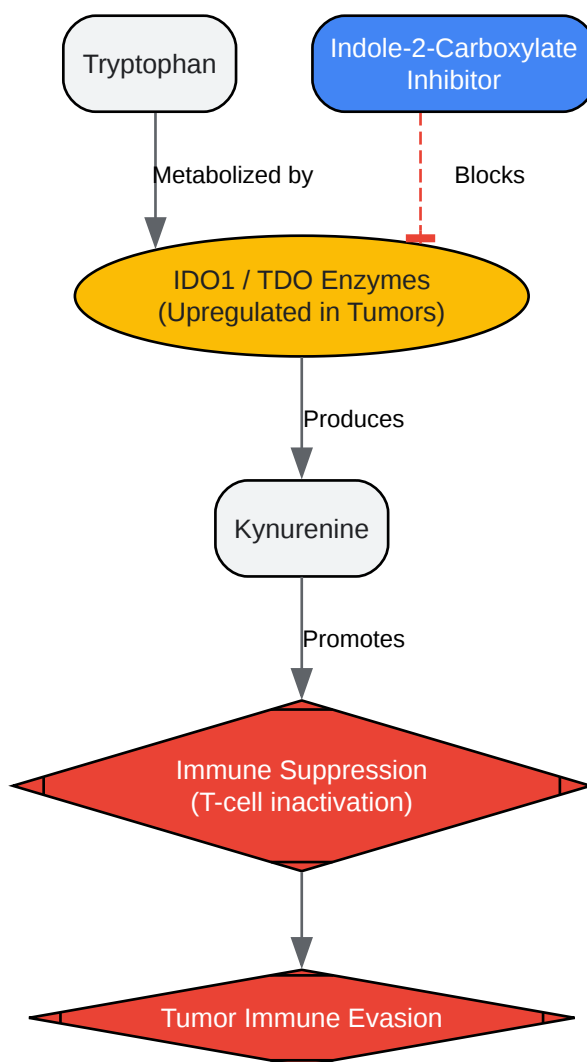 Tryptophan
Indole-2-Carboxylate
Inhibitor
Metabolized by
Blocks
IDO1 / TDO Enzymes
(Upregulated in Tumors)
Produces
Kynurenine
Promotes
Immune Suppression
(T-cell inactivation)
Tumor Immune Evasion